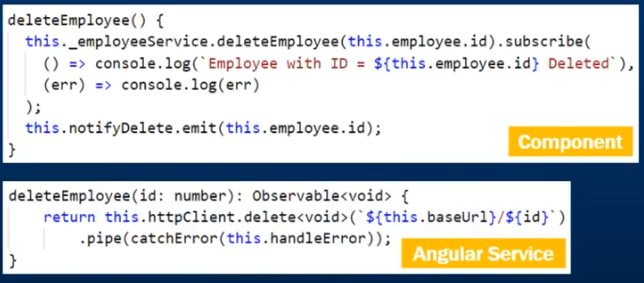 deleteEmployee() {
this._employeeService.deleteEmployee(this.employee.id).subscribe(
() => console.log(`Employee with ID = ${this.employee.id} Deleted`),
(err) => console.log(err)
);
this.notifyDelete.emit(this.employee.id);
}
Component
deleteEmployee(id: number): Observable<void> {
return this.httpClient.delete<void>(`${this.baseUrl}/${id}`)
.pipe(catchError(this.handleError));
}
Angular Service